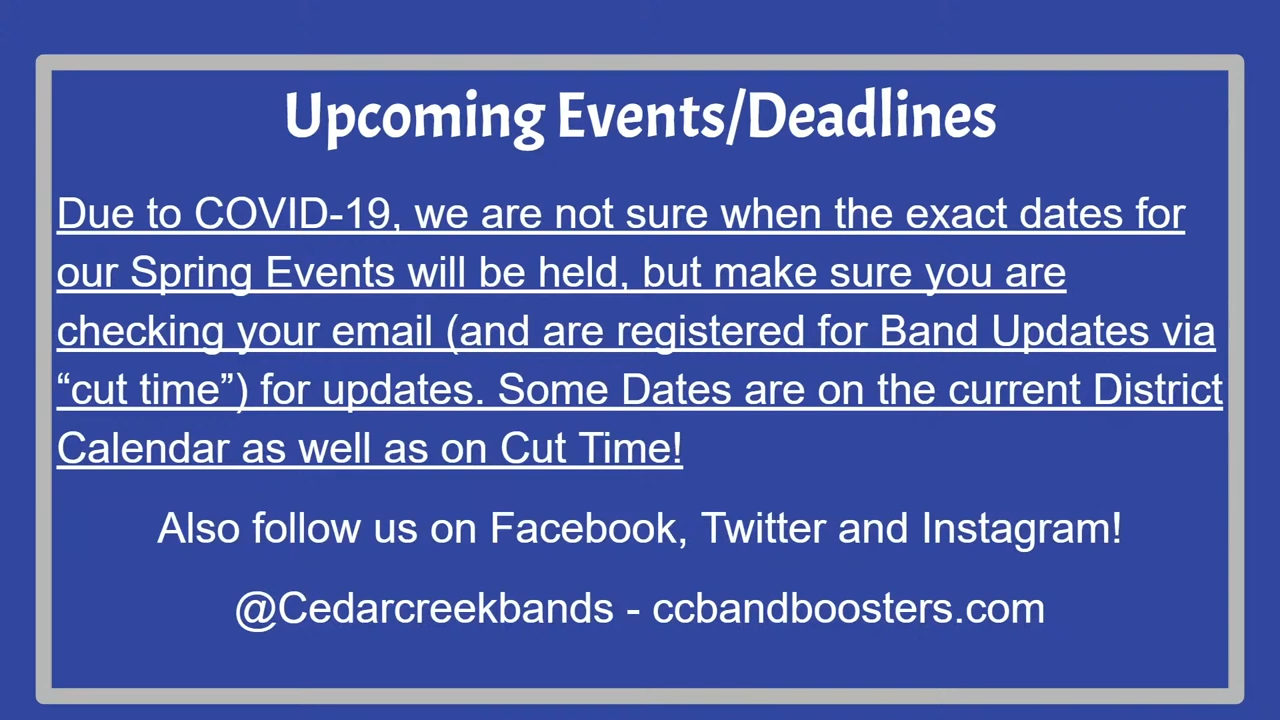 Upcoming Events/Deadlines
Due to COVID-19, we are not sure when the exact dates for
our Spring Events will be held, but make sure you are
checking your email (and are registered for Band Updates via
“cut time”) for updates. Some Dates are on the current District
Calendar as well as on Cut Time!
Also follow us on Facebook, Twitter and Instagram!
@Cedarcreekbands - ccbandboosters.com